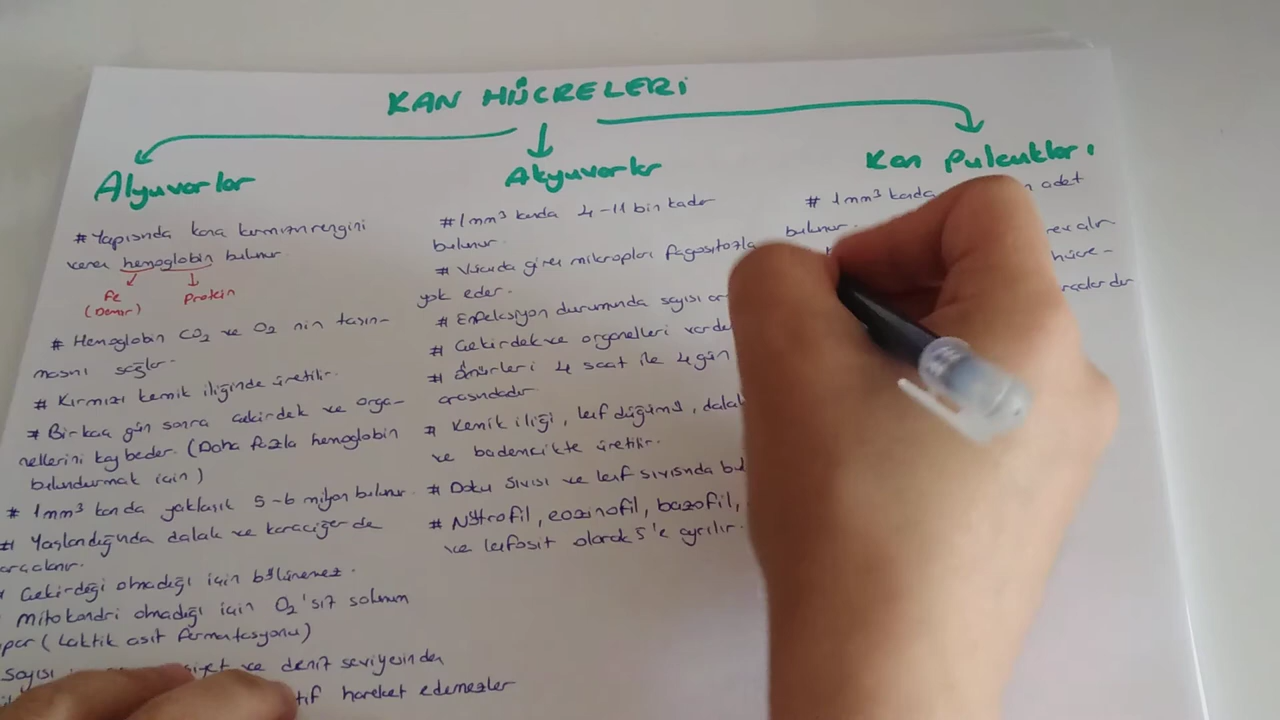 KAN HÜCRELERİ
Alyuvarlar
# Yapısında kana kırmızı rengini
veren hemoglobin bulunur.
Fe
(Demir)
Protein
# Hemoglobin CO2 ve O2 nin taşın-
masını sağlar.
# Kırmızı kemik iliğinde üretilir.
# Birkaç gün sonra çekirdek ve orga-
nellerini kaybeder. (Daha fazla hemoglobin
bulundurmak için)
# 1mm³ kanda yaklaşık 5-6 milyon bulunur.
# Yaşlandığında dalak ve karaciğerde
parçalanır.
# Çekirdeği olmadığı için bölünemez.
Mitokondri olmadığı için O2'siz solunum
(Laktik asit fermantasyonu)
sayısı ve deniz seviyesinden
hareket edemezler
Akyuvarlar
# 1mm³ kanda 4-11 bin kadar
bulunur.
# Vücuda giren mikropları fagositozla
yok eder.
# Enfeksiyon durumunda sayısı
# Çekirdek ve organelleri vardır
# Ömürleri 4 saat ile 4 gün
arasındadır
# Kemik iliği, lenf düğümü, dalak
ve bademcikte üretilir.
# Doku sıvısı ve lenf sıvısında
# Nötrofil, eozinofil, bazofil,
ve lenfosit olarak 5'e ayrılır.
Kan Pulcukları
# 1mm³ kanda adet
bulunur.
hücre-